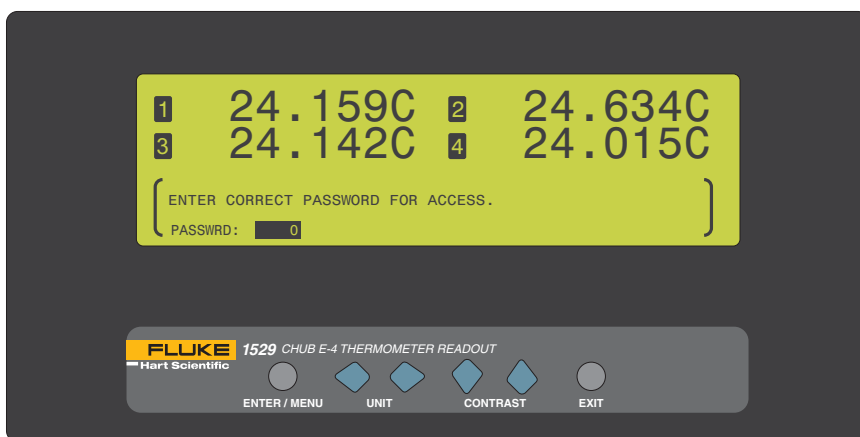 1 24.159C 2 24.634C
3 24.142C 4 24.015C
ENTER CORRECT PASSWORD FOR ACCESS.
PASSWRD: 0
FLUKE 1529 CHUB E-4 THERMOMETER READOUT
Hart Scientific
ENTER / MENU UNIT CONTRAST EXIT